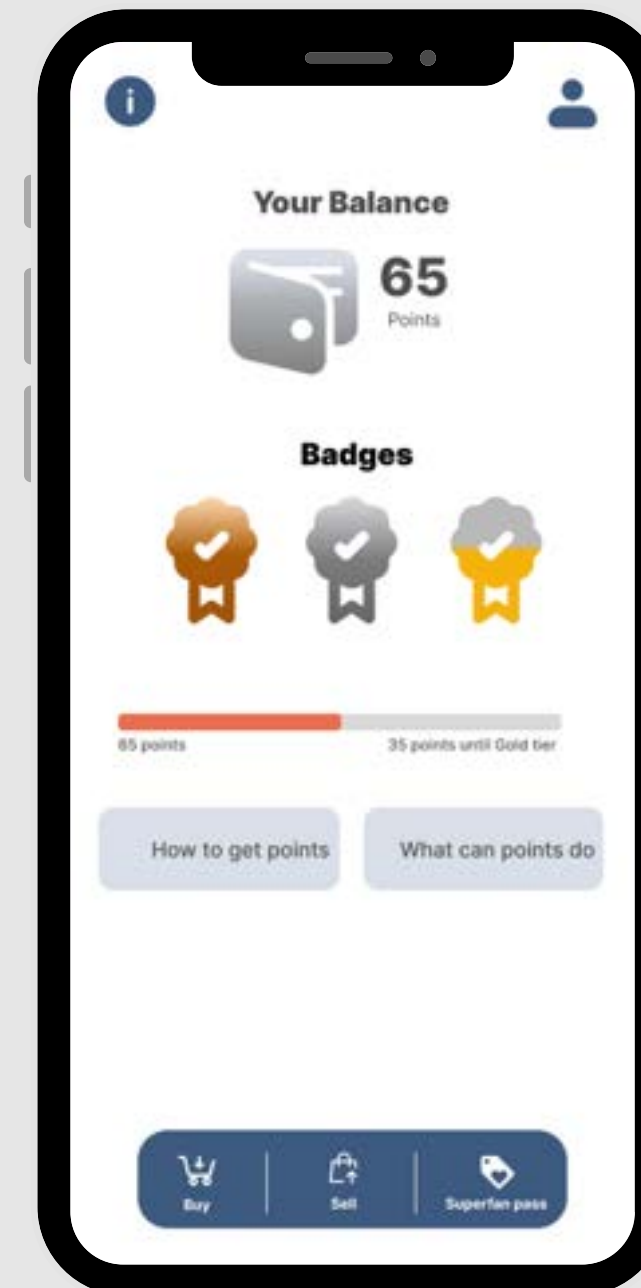 i
Your Balance
65
Points
Badges
65 points
35 points until Gold tier
How to get points
What can points do
Buy
Sell
Superfan pass